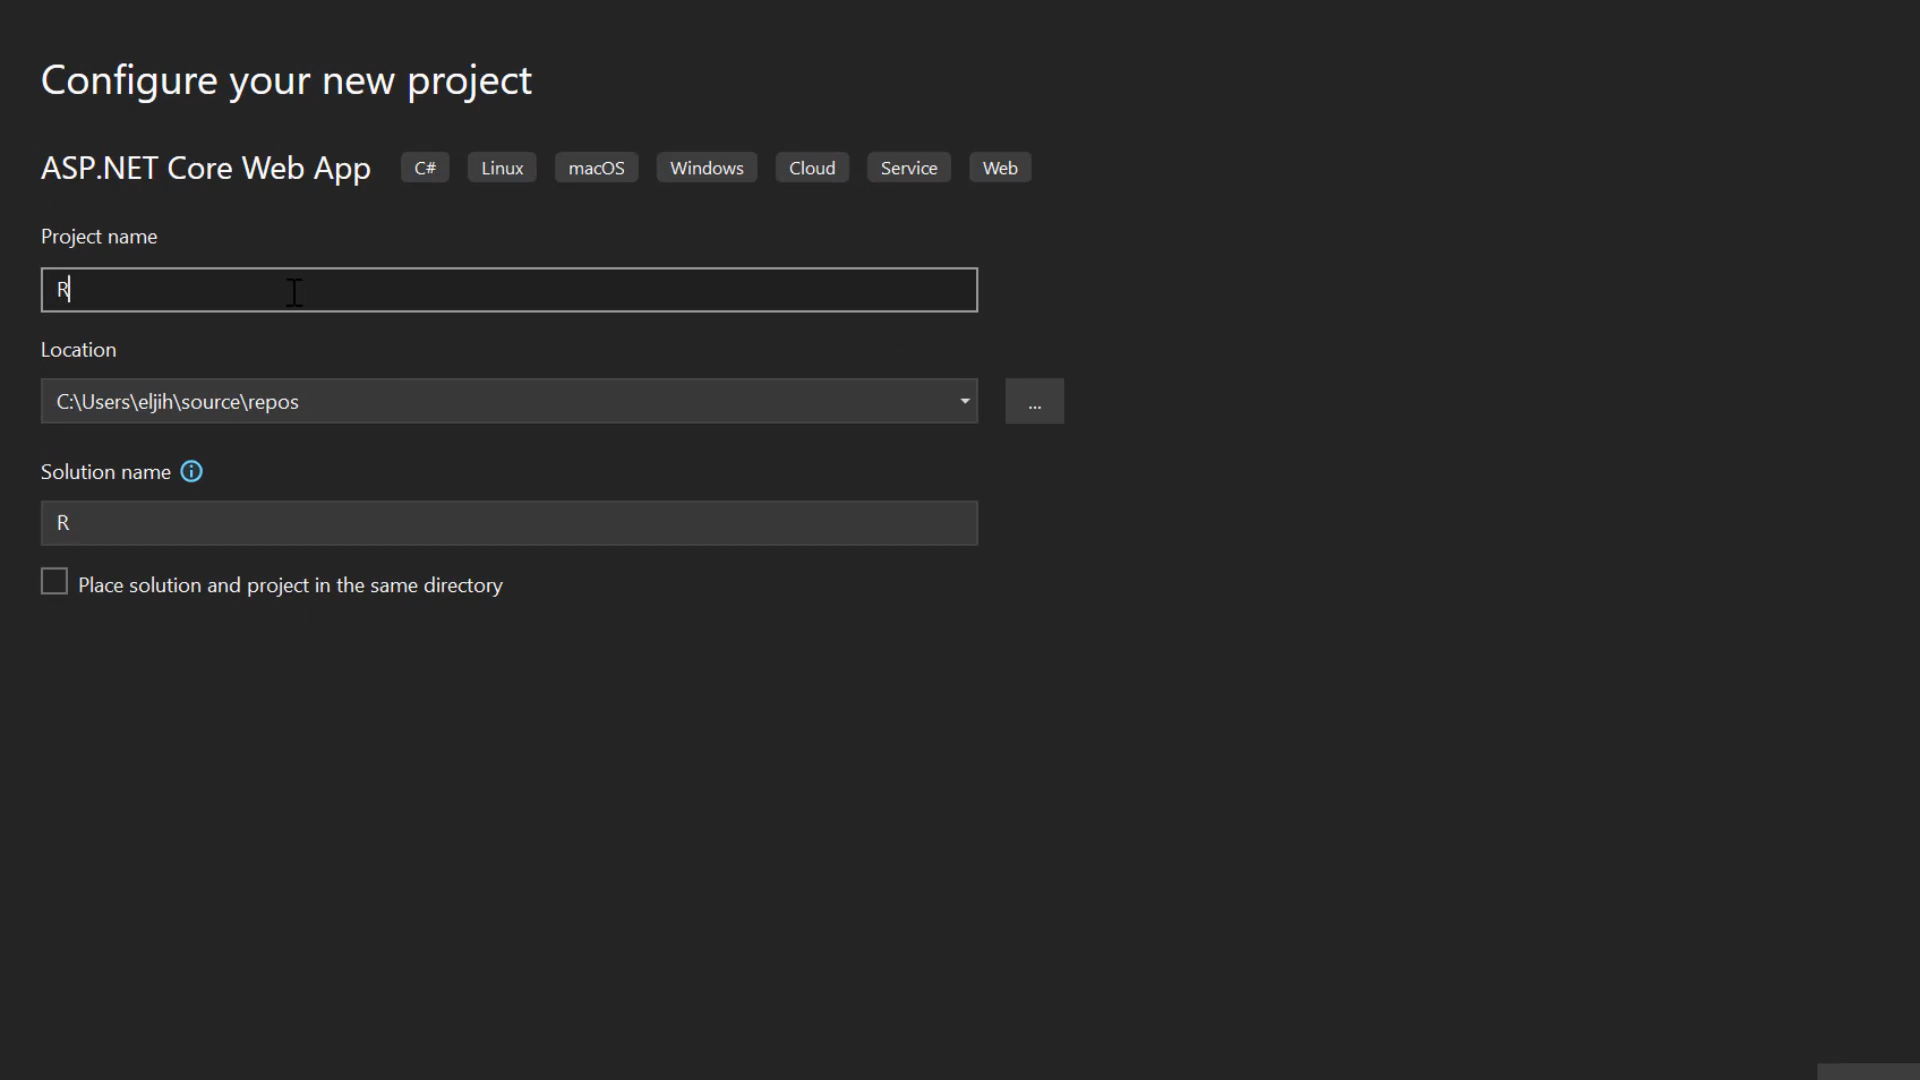 Configure your new project
ASP.NET Core Web App C# Linux macOS Windows Cloud Service Web
Project name
R
Location
C:\Users\eljih\source\repos
...
Solution name
R
Place solution and project in the same directory